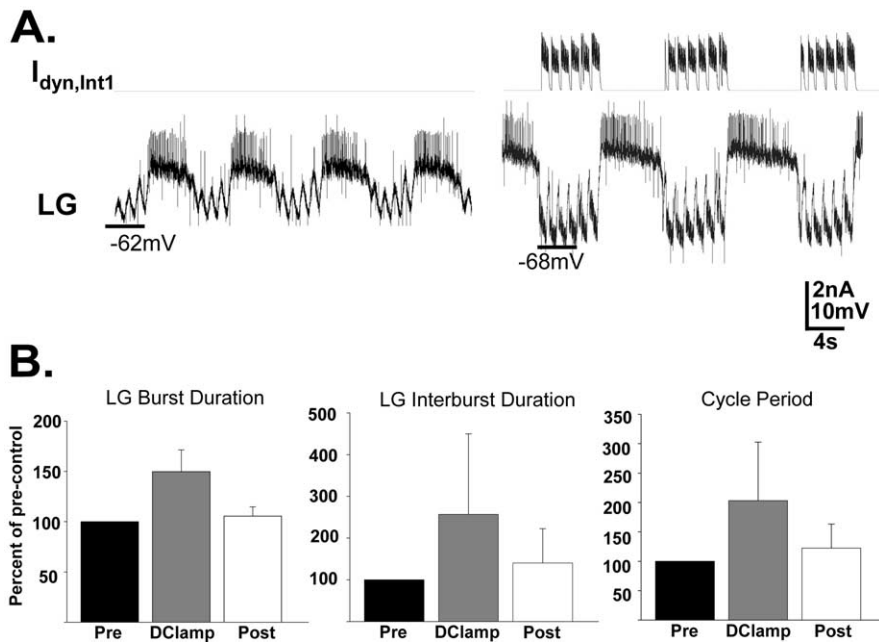 A.
Idyn,Int1
LG
-62mV
-68mV
2nA
10mV
4s
B.
LG Burst Duration
LG Interburst Duration
Cycle Period
Percent of pre-control
200
150
100
50
Pre DClamp Post
500
400
300
200
100
Pre DClamp Post
350
300
250
200
150
100
50
Pre DClamp Post